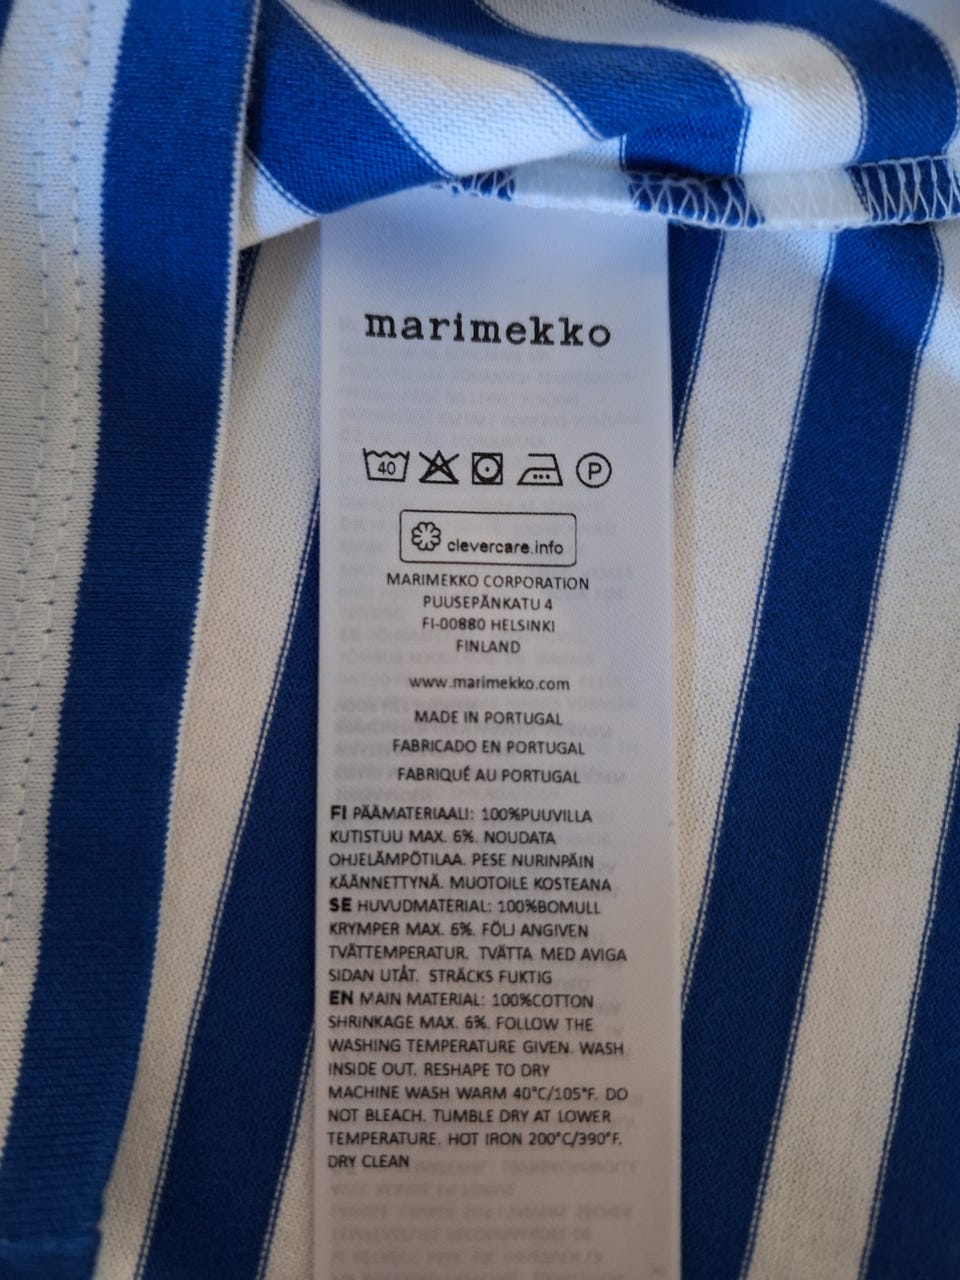 marimekko
40 P
clevercare.info
MARIMEKKO CORPORATION
PUUSEPÄNKATU 4
FI-00880 HELSINKI
FINLAND
www.marimekko.com
MADE IN PORTUGAL
FABRICADO EN PORTUGAL
FABRIQUÉ AU PORTUGAL
FI PÄÄMATERIAALI: 100%PUUVILLA
KUTISTUU MAX. 6%. NOUDATA
OHJELÄMPÖTILAA. PESE NURINPÄIN
KÄÄNNETTYNÄ. MUOTOILE KOSTEANA
SE HUVUDMATERIAL: 100%BOMULL
KRYMPER MAX. 6%. FÖLJ ANGIVEN
TVÄTTEMPERATUR. TVÄTTA MED AVIGA
SIDAN UTÅT. STRÄCKS FUKTIG
EN MAIN MATERIAL: 100%COTTON
SHRINKAGE MAX. 6%. FOLLOW THE
WASHING TEMPERATURE GIVEN. WASH
INSIDE OUT. RESHAPE TO DRY
MACHINE WASH WARM 40°C/105°F. DO
NOT BLEACH. TUMBLE DRY AT LOWER
TEMPERATURE. HOT IRON 200°C/390°F.
DRY CLEAN